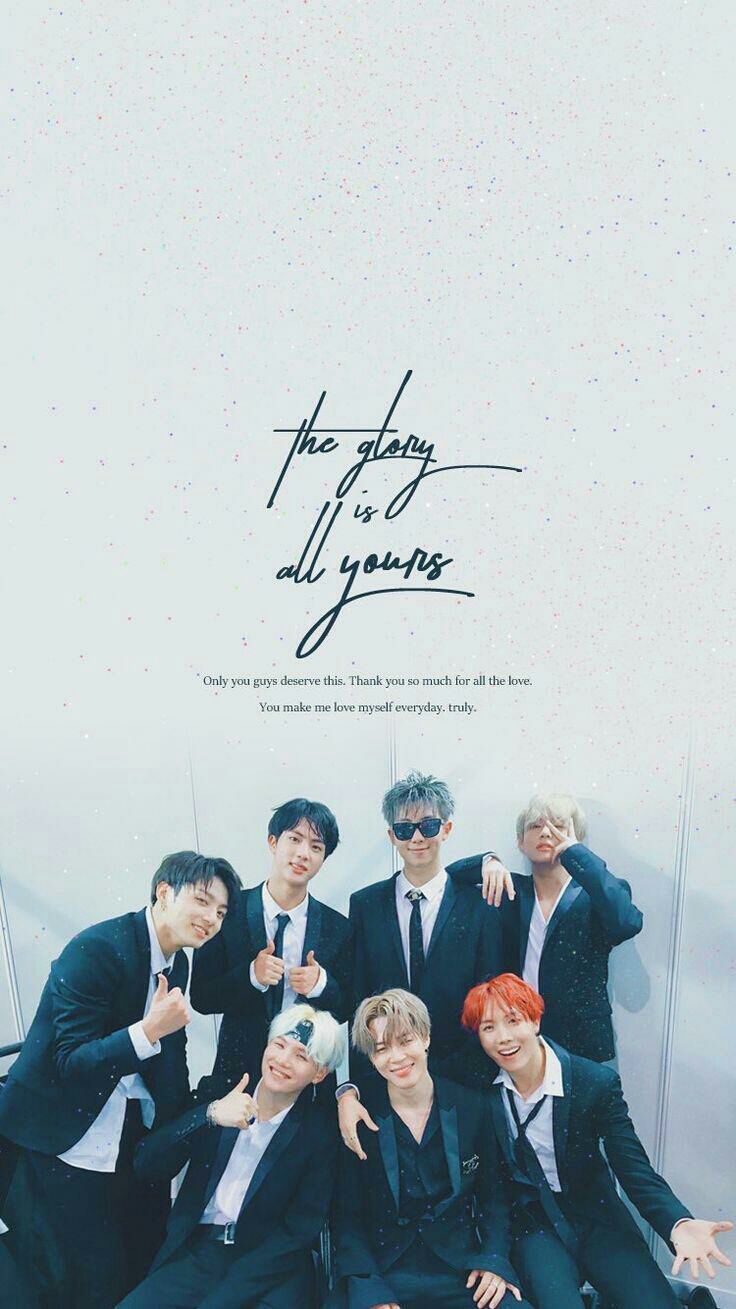 the glory
is
all yours
Only you guys deserve this. Thank you so much for all the love.
You make me love myself everyday. truly.